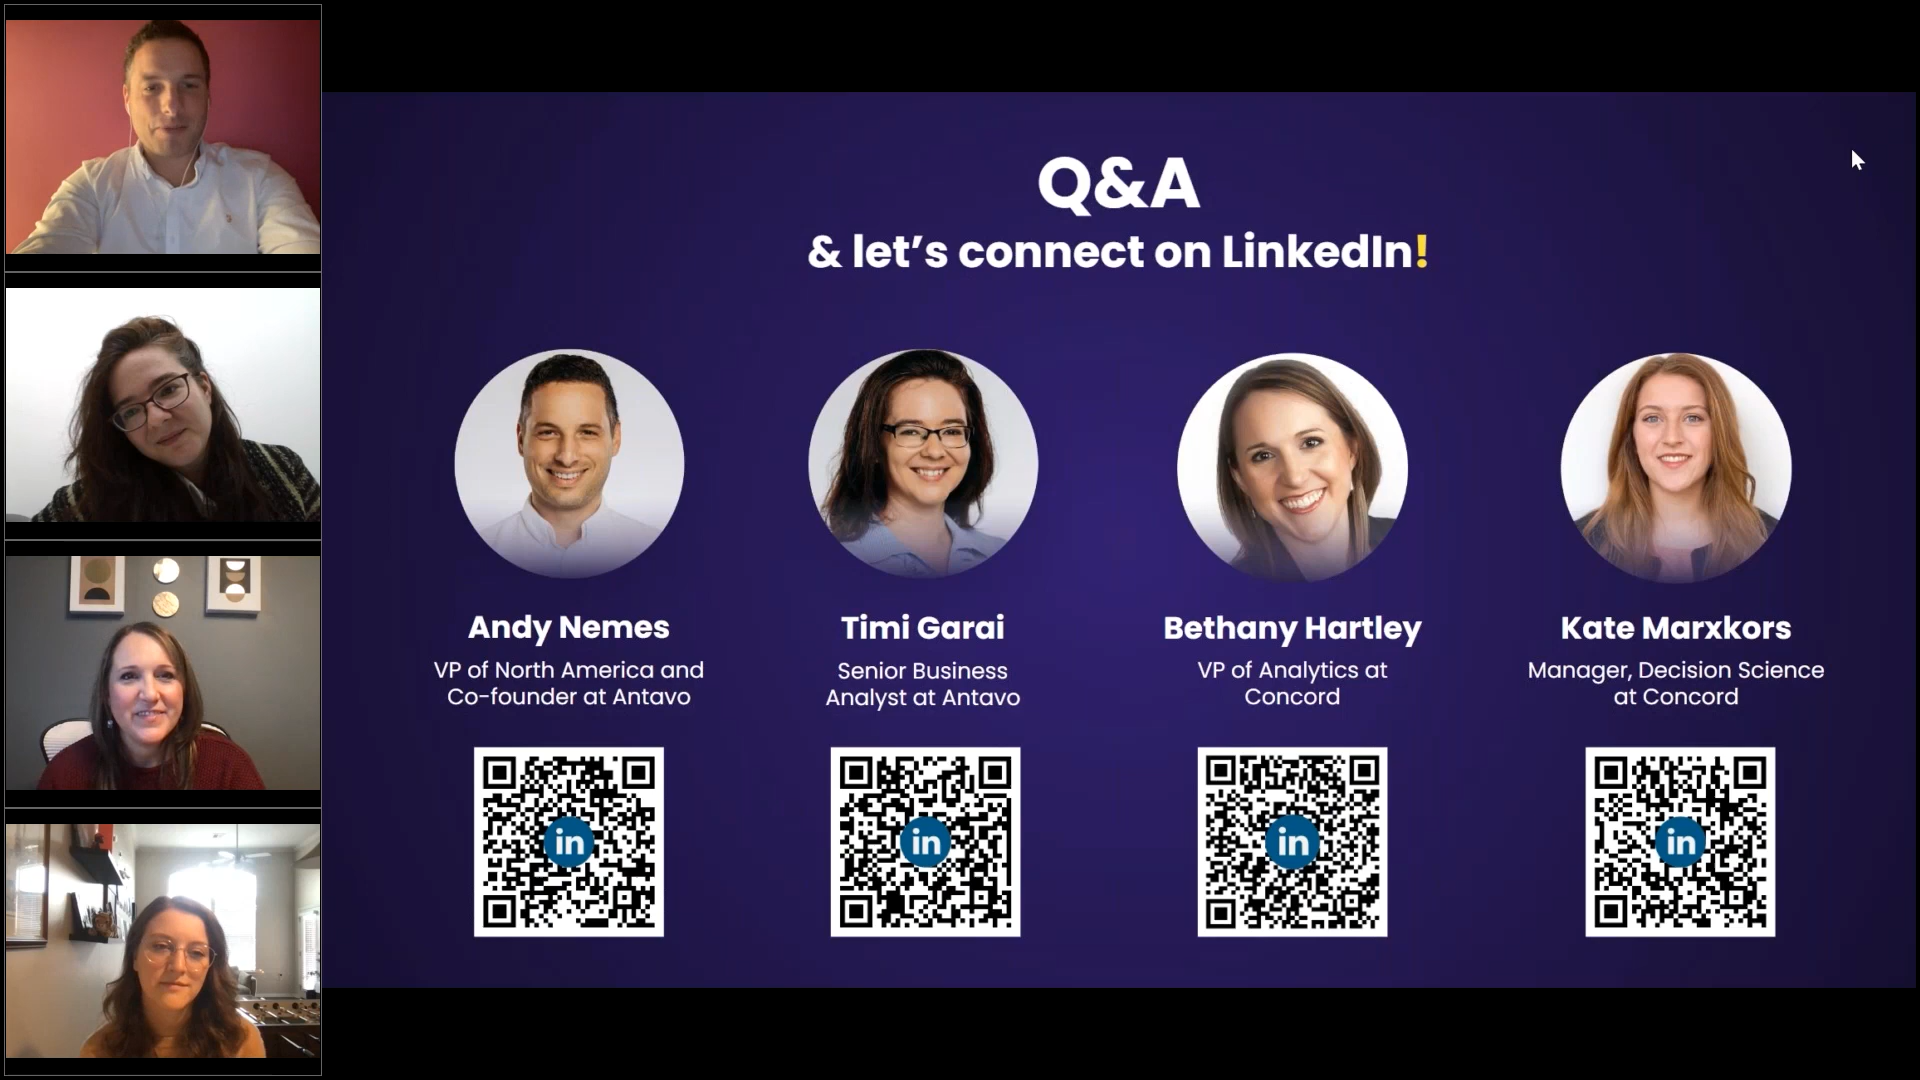 Q&A
& let's connect on LinkedIn!
Andy Nemes
VP of North America and
Co-founder at Antavo
Timi Garai
Senior Business
Analyst at Antavo
Bethany Hartley
VP of Analytics at
Concord
Kate Marxkors
Manager, Decision Science
at Concord
in
in
in
in